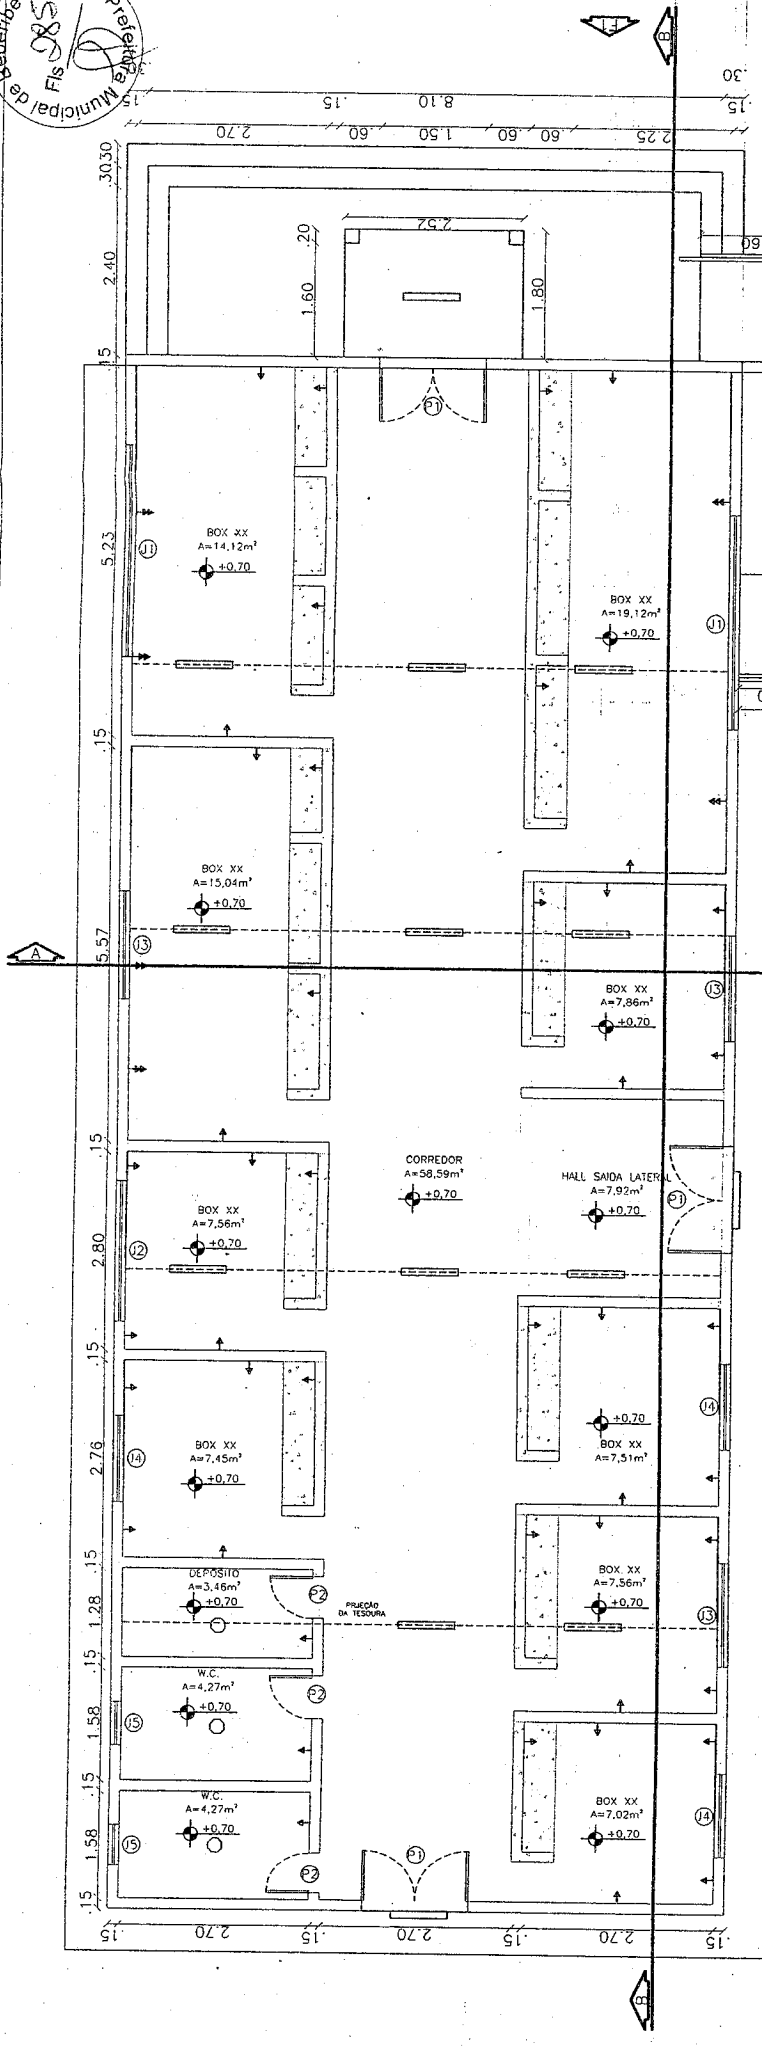 Prefeitura Municipal de Beberibe
Fls 285
F1
B
.30
.15
.15
8.10
.15
2.70
.60
1.50
.60
.60
2.25
.30
.30
2.40
.15
2.52
.20
1.60
1.80
.60
P1
5.23
J1
BOX XX
A=14,12m²
+0,70
BOX XX
A=19,12m²
+0,70
J1
.15
BOX XX
A=15,04m²
+0,70
5.57
J3
A
BOX XX
A=7,86m²
+0,70
J3
.15
CORREDOR
A=58,59m²
+0,70
HALL SAIDA LATERAL
A=7,92m²
+0,70
P1
BOX XX
A=7,56m²
+0,70
2.80
J2
.15
BOX XX
A=7,45m²
+0,70
2.76
J4
+0,70
BOX XX
A=7,51m²
J4
.15
DEPOSITO
A=3,46m²
+0,70
P2
1.28
PRJEÇÃO
DA TESOURA
BOX XX
A=7,56m²
+0,70
J3
.15
W.C.
A=4,27m²
+0,70
P2
1.58
J5
.15
W.C.
A=4,27m²
+0,70
1.58
J5
P2
P1
BOX XX
A=7,02m²
+0,70
J4
.15
.15
2.70
.15
2.70
.15
2.70
.15
B